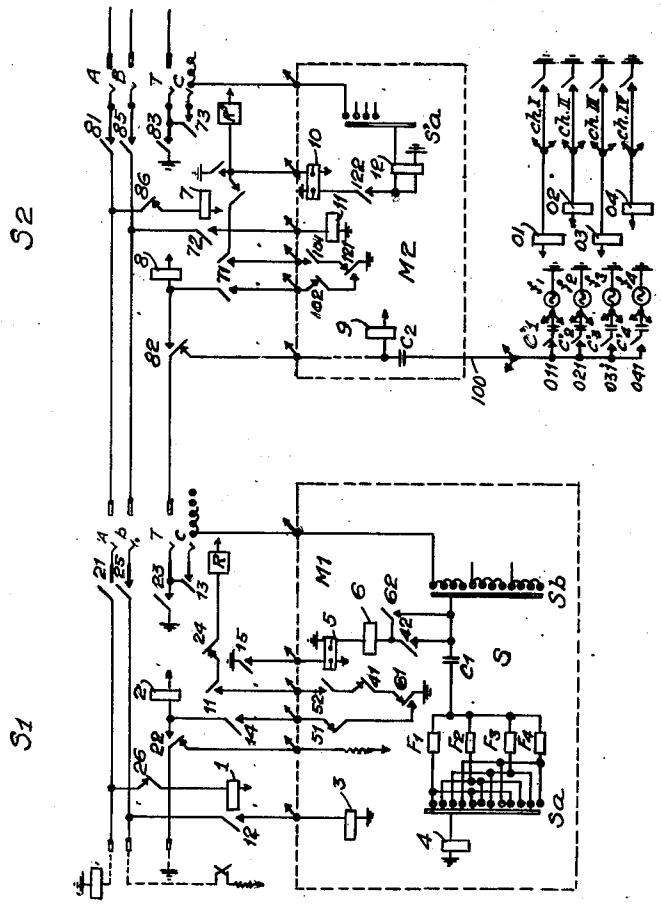 S1
S2
21
A
25
b
26
2
22
23
T
C
13
1
12
14
11
24
15
R
3
M1
51
52
41
61
5
6
62
42
4
Sa
F1
F2
F3
F4
C1
S
Sb
81
A
85
B
86
8
82
83
T
C
73
7
72
71
R'
9
C2
M2
102
101
121
11
10
122
12
S'a
100
01
02
03
04
ch.I
ch.II
ch.III
ch.IV
011
021
031
041
C'1
C'2
C'3
C'4
f1
f2
f3
f4